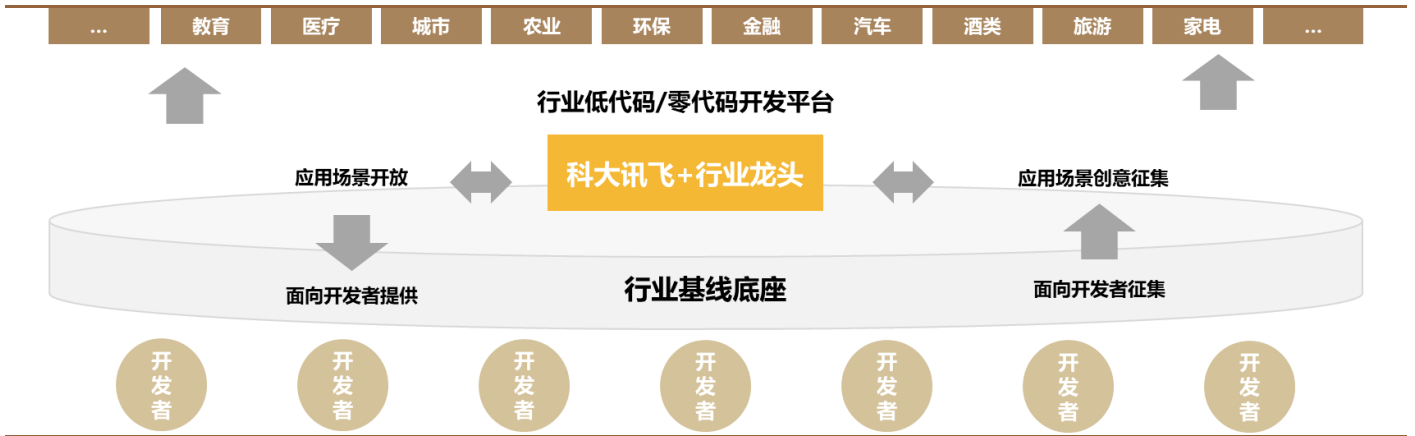 ... 教育 医疗 城市 农业 环保 金融 汽车 酒类 旅游 家电 ...
行业低代码/零代码开发平台
科大讯飞+行业龙头
应用场景开放
应用场景创意征集
行业基线底座
面向开发者提供
面向开发者征集
开发者 开发者 开发者 开发者 开发者 开发者 开发者